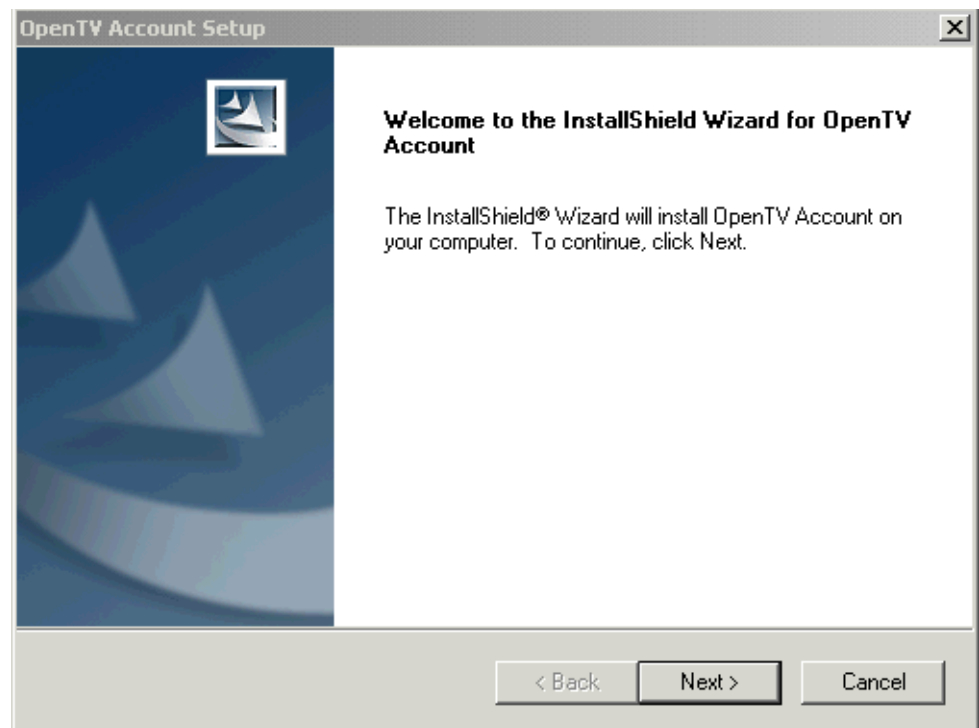 OpenTV Account Setup
Welcome to the InstallShield Wizard for OpenTV
Account
The InstallShield® Wizard will install OpenTV Account on
your computer.  To continue, click Next.
< Back
Next >
Cancel